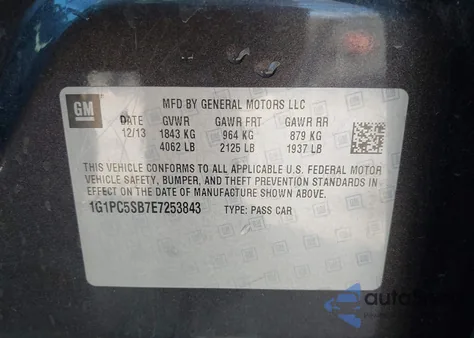 GM
MFD BY GENERAL MOTORS LLC
DATE GVWR GAWR FRT GAWR RR
12/13 1843 KG 964 KG 879 KG
4062 LB 2125 LB 1937 LB
THIS VEHICLE CONFORMS TO ALL APPLICABLE U.S. FEDERAL MOTOR
VEHICLE SAFETY, BUMPER, AND THEFT PREVENTION STANDARDS IN
EFFECT ON THE DATE OF MANUFACTURE SHOWN ABOVE.
1G1PC5SB7E7253843 TYPE: PASS CAR